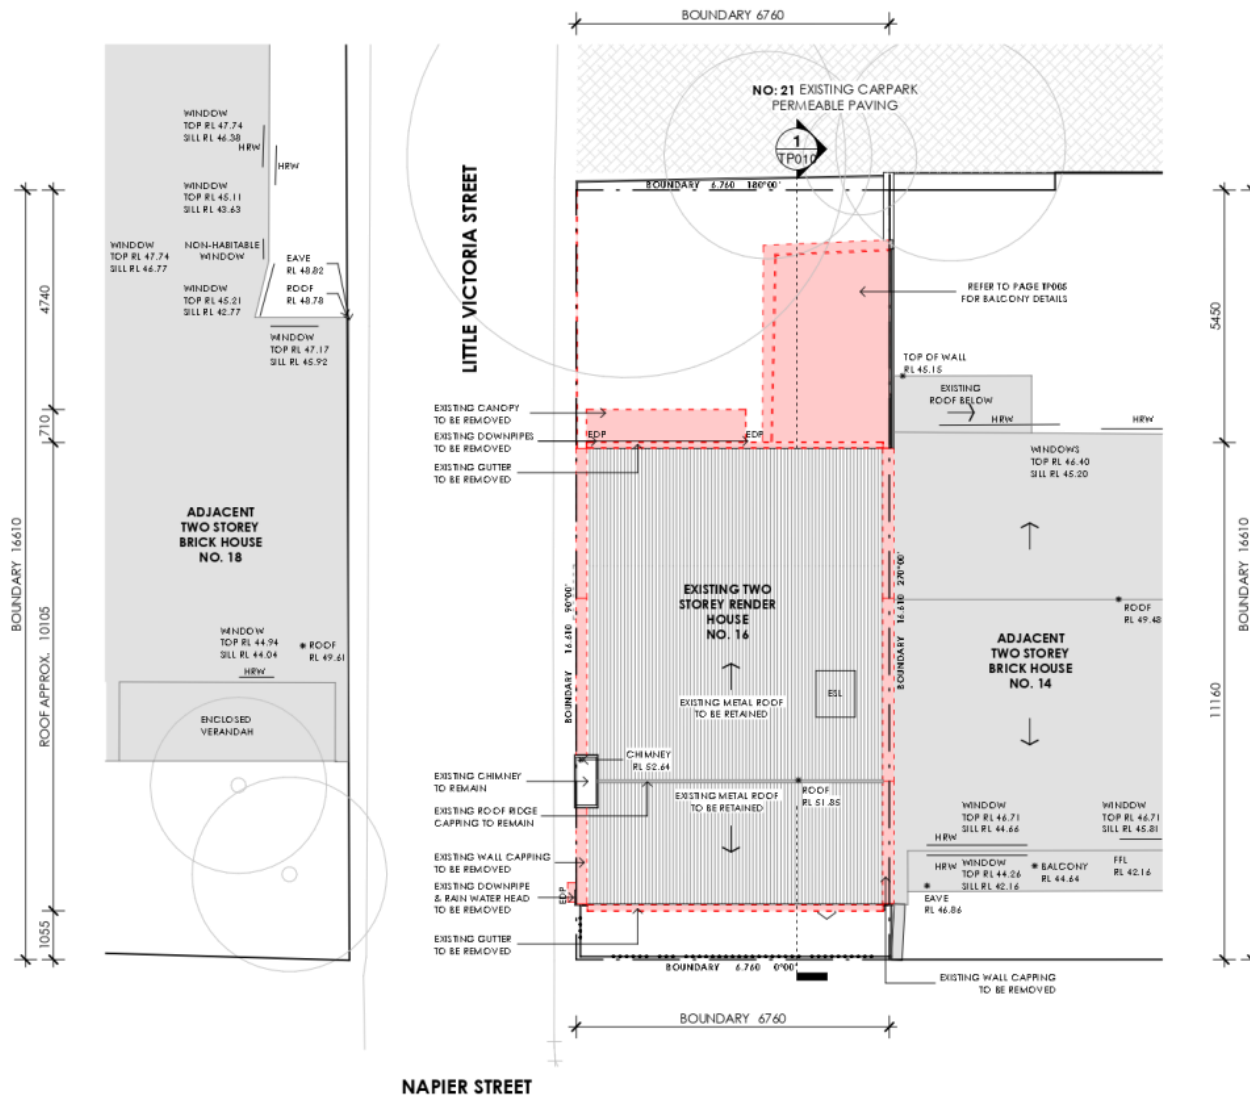 BOUNDARY 6760
NO: 21 EXISTING CARPARK
PERMEABLE PAVING
1
TP010
BOUNDARY 6.760 180°00'
WINDOW
TOP RL 47.74
SILL RL 46.38
HRW
HRW
WINDOW
TOP RL 45.11
SILL RL 43.63
WINDOW
TOP RL 47.74
SILL RL 46.77
NON-HABITABLE
WINDOW
EAVE
RL 48.82
ROOF
RL 48.78
WINDOW
TOP RL 45.21
SILL RL 42.77
WINDOW
TOP RL 47.17
SILL RL 45.92
LITTLE VICTORIA STREET
REFER TO PAGE TP005
FOR BALCONY DETAILS
TOP OF WALL
RL 45.15
EXISTING
ROOF BELOW
HRW
HRW
WINDOWS
TOP RL 46.40
SILL RL 45.20
4740
710
BOUNDARY 16610
ROOF APPROX. 10105
1055
5450
11160
BOUNDARY 16610
EXISTING CANOPY
TO BE REMOVED
EXISTING DOWNPIPES
TO BE REMOVED
EDP
EDP
EXISTING GUTTER
TO BE REMOVED
ADJACENT
TWO STOREY
BRICK HOUSE
NO. 18
WINDOW
TOP RL 44.94
SILL RL 44.04
HRW
ROOF
RL 49.61
ENCLOSED
VERANDAH
BOUNDARY 16.610 90°00'
EXISTING TWO
STOREY RENDER
HOUSE
NO. 16
EXISTING METAL ROOF
TO BE RETAINED
ESL
BOUNDARY 16.610 270°00'
ROOF
RL 49.48
ADJACENT
TWO STOREY
BRICK HOUSE
NO. 14
CHIMNEY
RL 52.64
EXISTING CHIMNEY
TO REMAIN
EXISTING METAL ROOF
TO BE RETAINED
ROOF
RL 51.85
EXISTING ROOF RIDGE
CAPPING TO REMAIN
EXISTING WALL CAPPING
TO BE REMOVED
EXISTING DOWNPIPE
& RAIN WATER HEAD
TO BE REMOVED
EDP
EXISTING GUTTER
TO BE REMOVED
WINDOW
TOP RL 46.71
SILL RL 44.66
HRW
WINDOW
TOP RL 46.71
SILL RL 45.81
HRW
WINDOW
TOP RL 44.26
SILL RL 42.16
BALCONY
RL 44.64
FFL
RL 42.16
EAVE
RL 46.86
BOUNDARY 6.760 0°00'
EXISTING WALL CAPPING
TO BE REMOVED
BOUNDARY 6760
NAPIER STREET